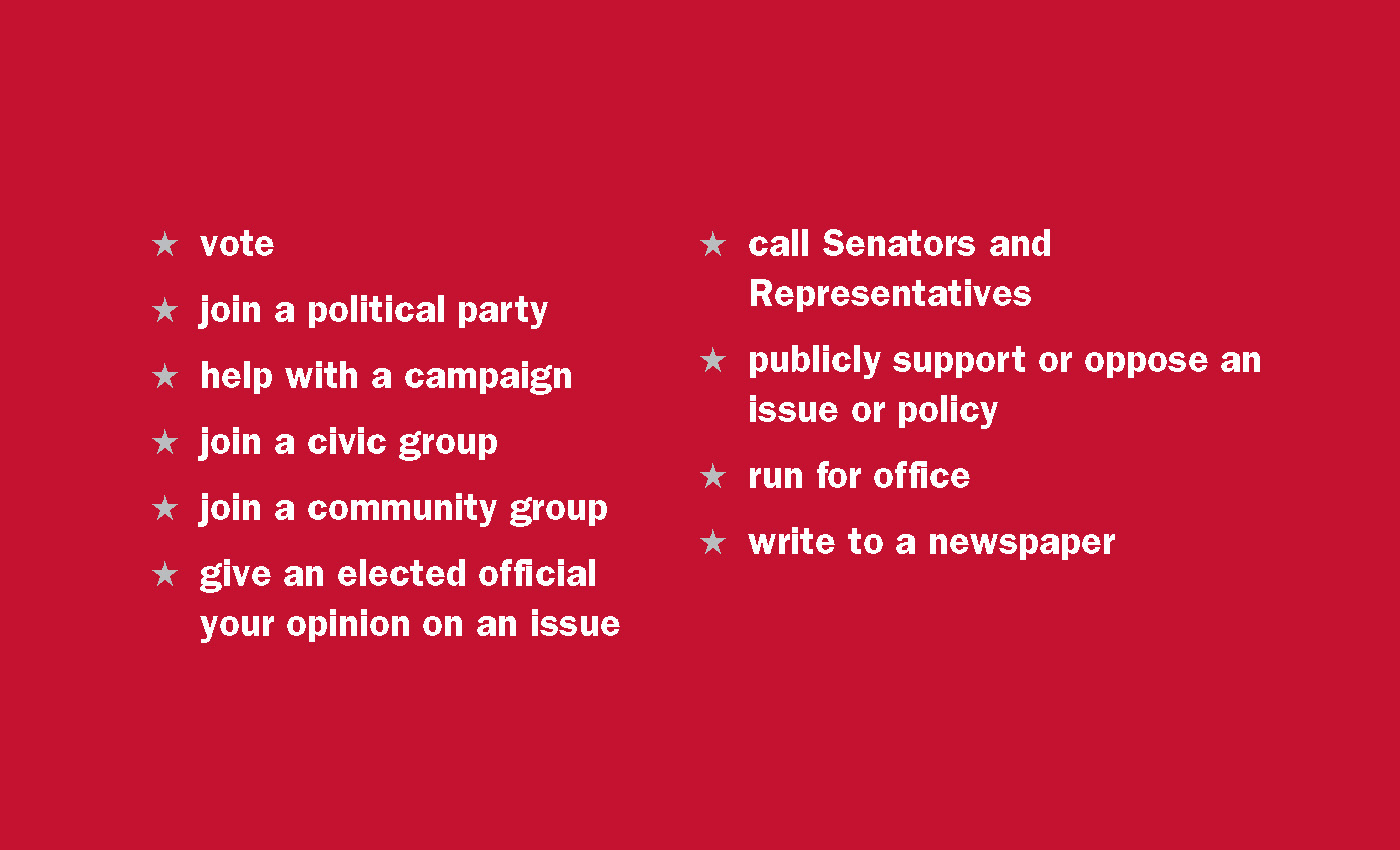 ★ vote
★ join a political party
★ help with a campaign
★ join a civic group
★ join a community group
★ give an elected official
your opinion on an issue
★ call Senators and
Representatives
★ publicly support or oppose an
issue or policy
★ run for office
★ write to a newspaper